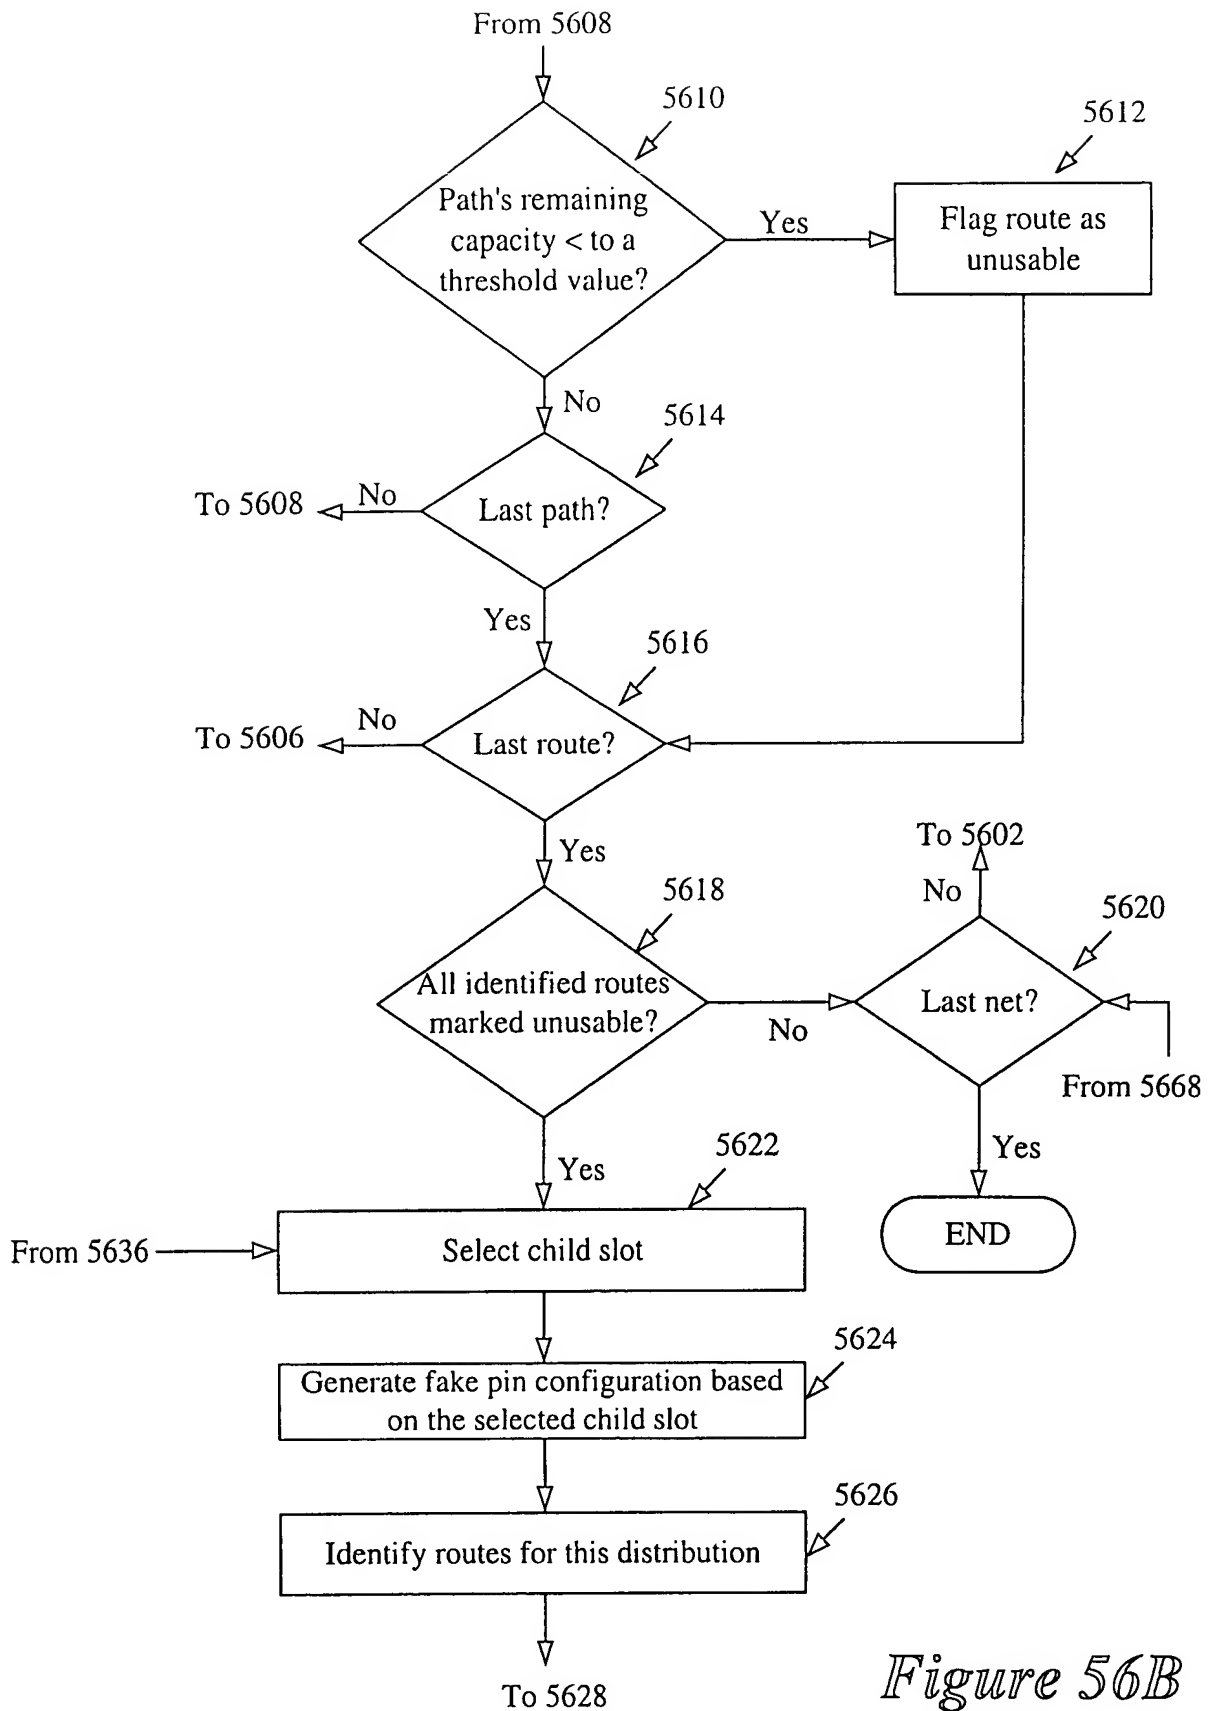 From 5608
5610
5612
Path's remaining
capacity < to a
threshold value?
Yes
Flag route as
unusable
No
5614
To 5608
No
Last path?
Yes
5616
To 5606
No
Last route?
Yes
To 5602
No
5618
5620
All identified routes
marked unusable?
No
Last net?
From 5668
Yes
5622
Yes
From 5636
Select child slot
END
5624
Generate fake pin configuration based
on the selected child slot
5626
Identify routes for this distribution
To 5628
Figure 56B